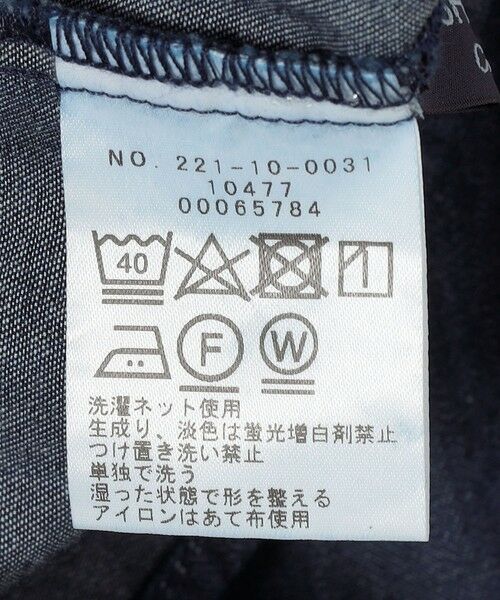 NO. 221-10-0031
10477
00065784
40
F W
洗濯ネット使用
生成り、淡色は蛍光増白剤禁止
つけ置き洗い禁止
単独で洗う
湿った状態で形を整える
アイロンはあて布使用